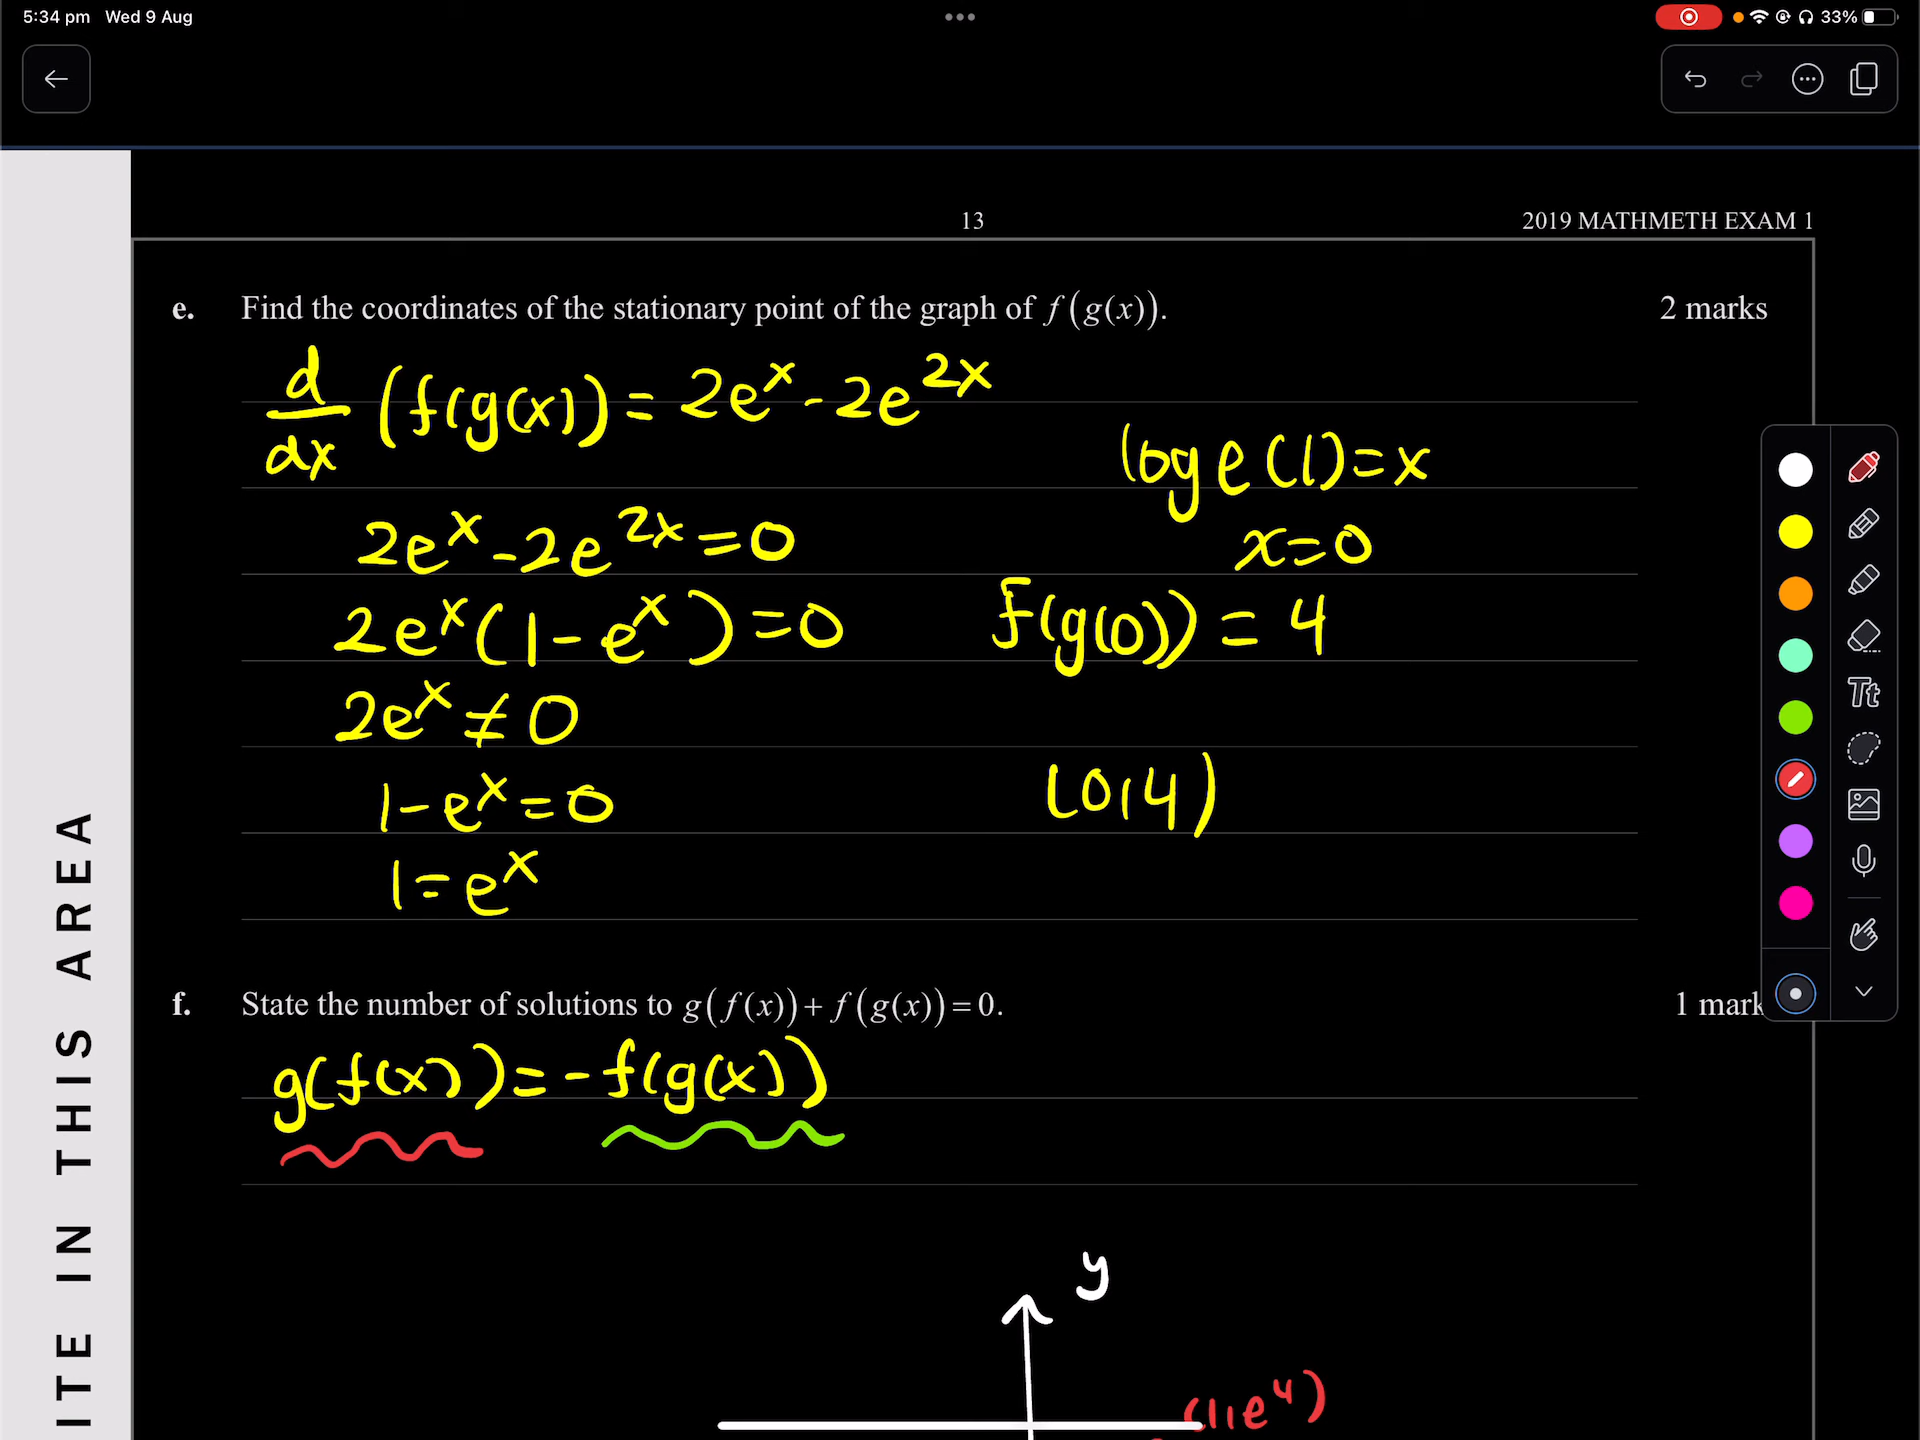 5:34 pm Wed 9 Aug
33%
13
2019 MATHMETH EXAM 1
e. Find the coordinates of the stationary point of the graph of f(g(x)). 2 marks
d/dx (f(g(x)) = 2e^x - 2e^2x
2e^x - 2e^2x = 0
2e^x(1 - e^x) = 0
2e^x ≠ 0
1 - e^x = 0
1 = e^x
loge(1) = x
x = 0
f(g(0)) = 4
(0,4)
f. State the number of solutions to g(f(x)) + f(g(x)) = 0. 1 mark
g(f(x)) = -f(g(x))
y
(1,e^4)
ITE IN THIS AREA
Tt